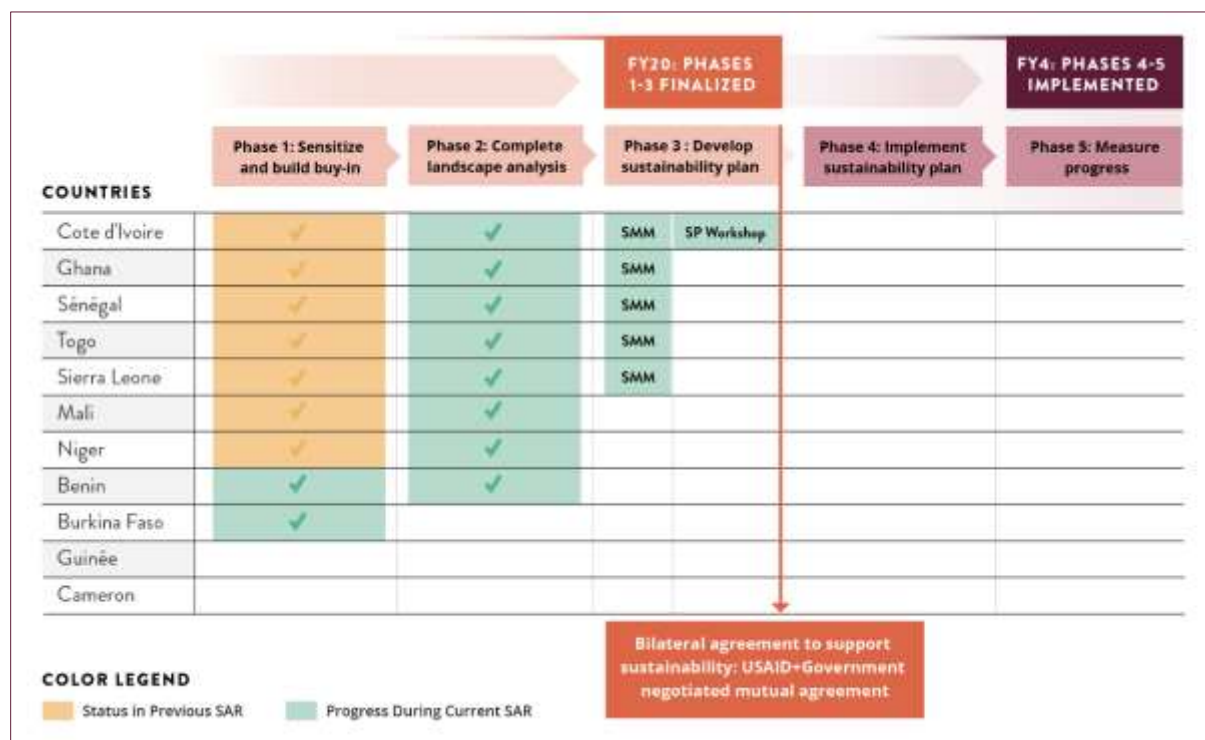 FY20: PHASES
1-3 FINALIZED
FY4: PHASES 4-5
IMPLEMENTED
Phase 1: Sensitize
and build buy-in
Phase 2: Complete
landscape analysis
Phase 3 : Develop
sustainability plan
Phase 4: Implement
sustainability plan
Phase 5: Measure
progress
COUNTRIES
Cote d'Ivoire SMM SP Workshop
Ghana SMM
Sénégal SMM
Togo SMM
Sierra Leone SMM
Mali
Niger
Benin
Burkina Faso
Guinée
Cameron
Bilateral agreement to support
sustainability: USAID+Government
negotiated mutual agreement
COLOR LEGEND
Status in Previous SAR Progress During Current SAR